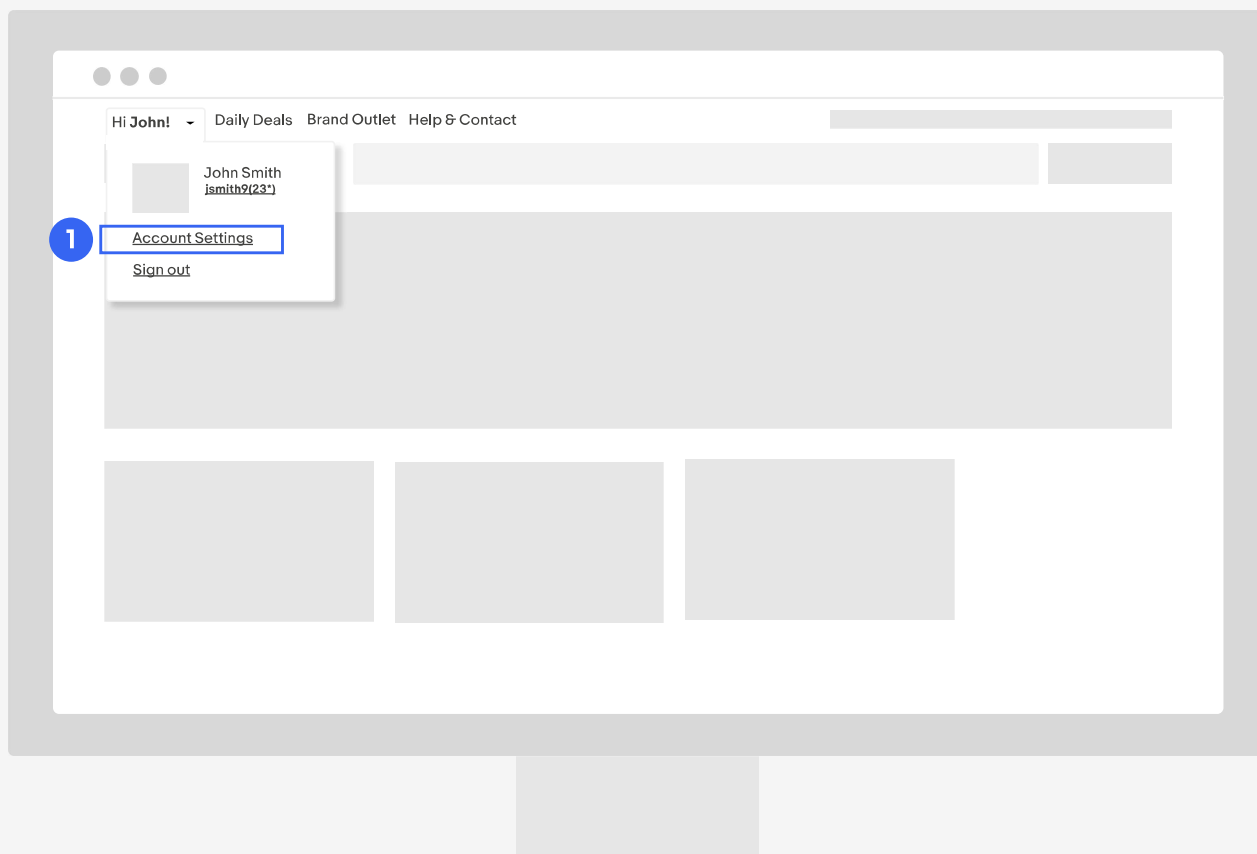 Hi John! Daily Deals Brand Outlet Help & Contact
John Smith
jsmith9(23*)
1
Account Settings
Sign out